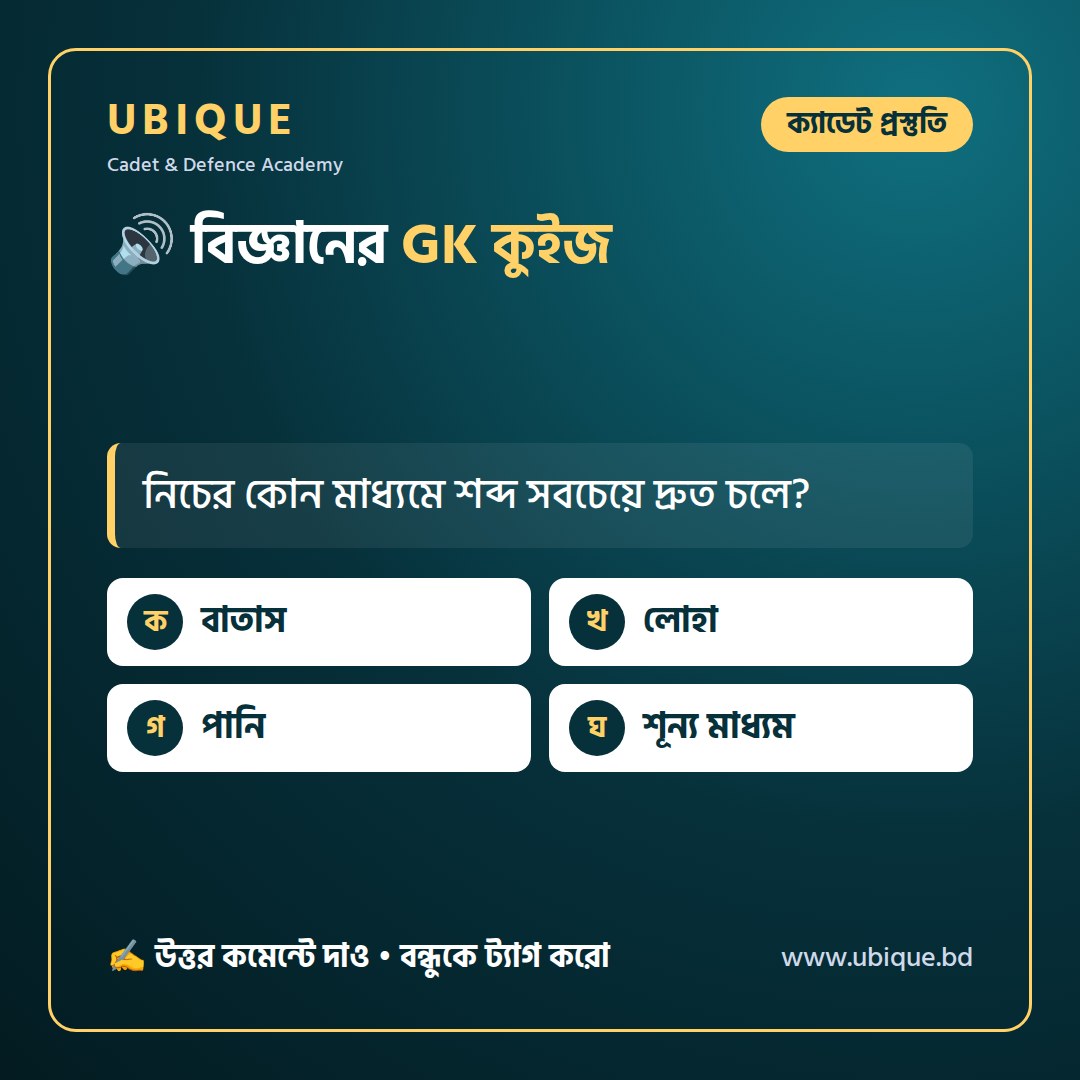 UBIQUE
Cadet & Defence Academy
ক্যাডেট প্রস্তুতি
🔊 বিজ্ঞানের GK কুইজ
নিচের কোন মাধ্যমে শব্দ সবচেয়ে দ্রুত চলে?
ক বাতাস
খ লোহা
গ পানি
ঘ শূন্য মাধ্যম
✍️ উত্তর কমেন্টে দাও • বন্ধুকে ট্যাগ করো
www.ubique.bd